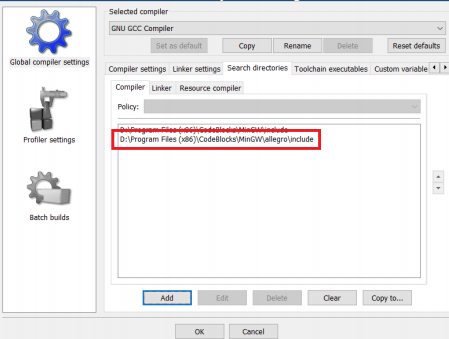 Selected compiler
GNU GCC Compiler
Set as default Copy Rename Delete Reset defaults
Global compiler settings
Compiler settings Linker settings Search directories Toolchain executables Custom variable
Compiler Linker Resource compiler
Policy:
D:\Program Files (x86)\CodeBlocks\MinGW\include
D:\Program Files (x86)\CodeBlocks\MinGW\allegro\include
Profiler settings
Batch builds
Add Edit Delete Clear Copy to...
OK Cancel